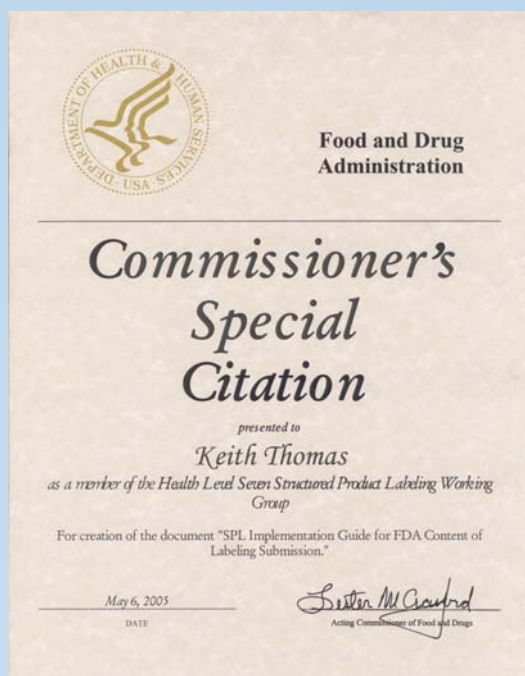 DEPARTMENT OF HEALTH & HUMAN SERVICES · USA
Food and Drug
Administration
Commissioner's
Special
Citation
presented to
Keith Thomas
as a member of the Health Level Seven Structured Product Labeling Working
Group
For creation of the document "SPL Implementation Guide for FDA Content of
Labeling Submission."
Lester M Crawford
May 6, 2005
DATE
Acting Commissioner of Food and Drugs